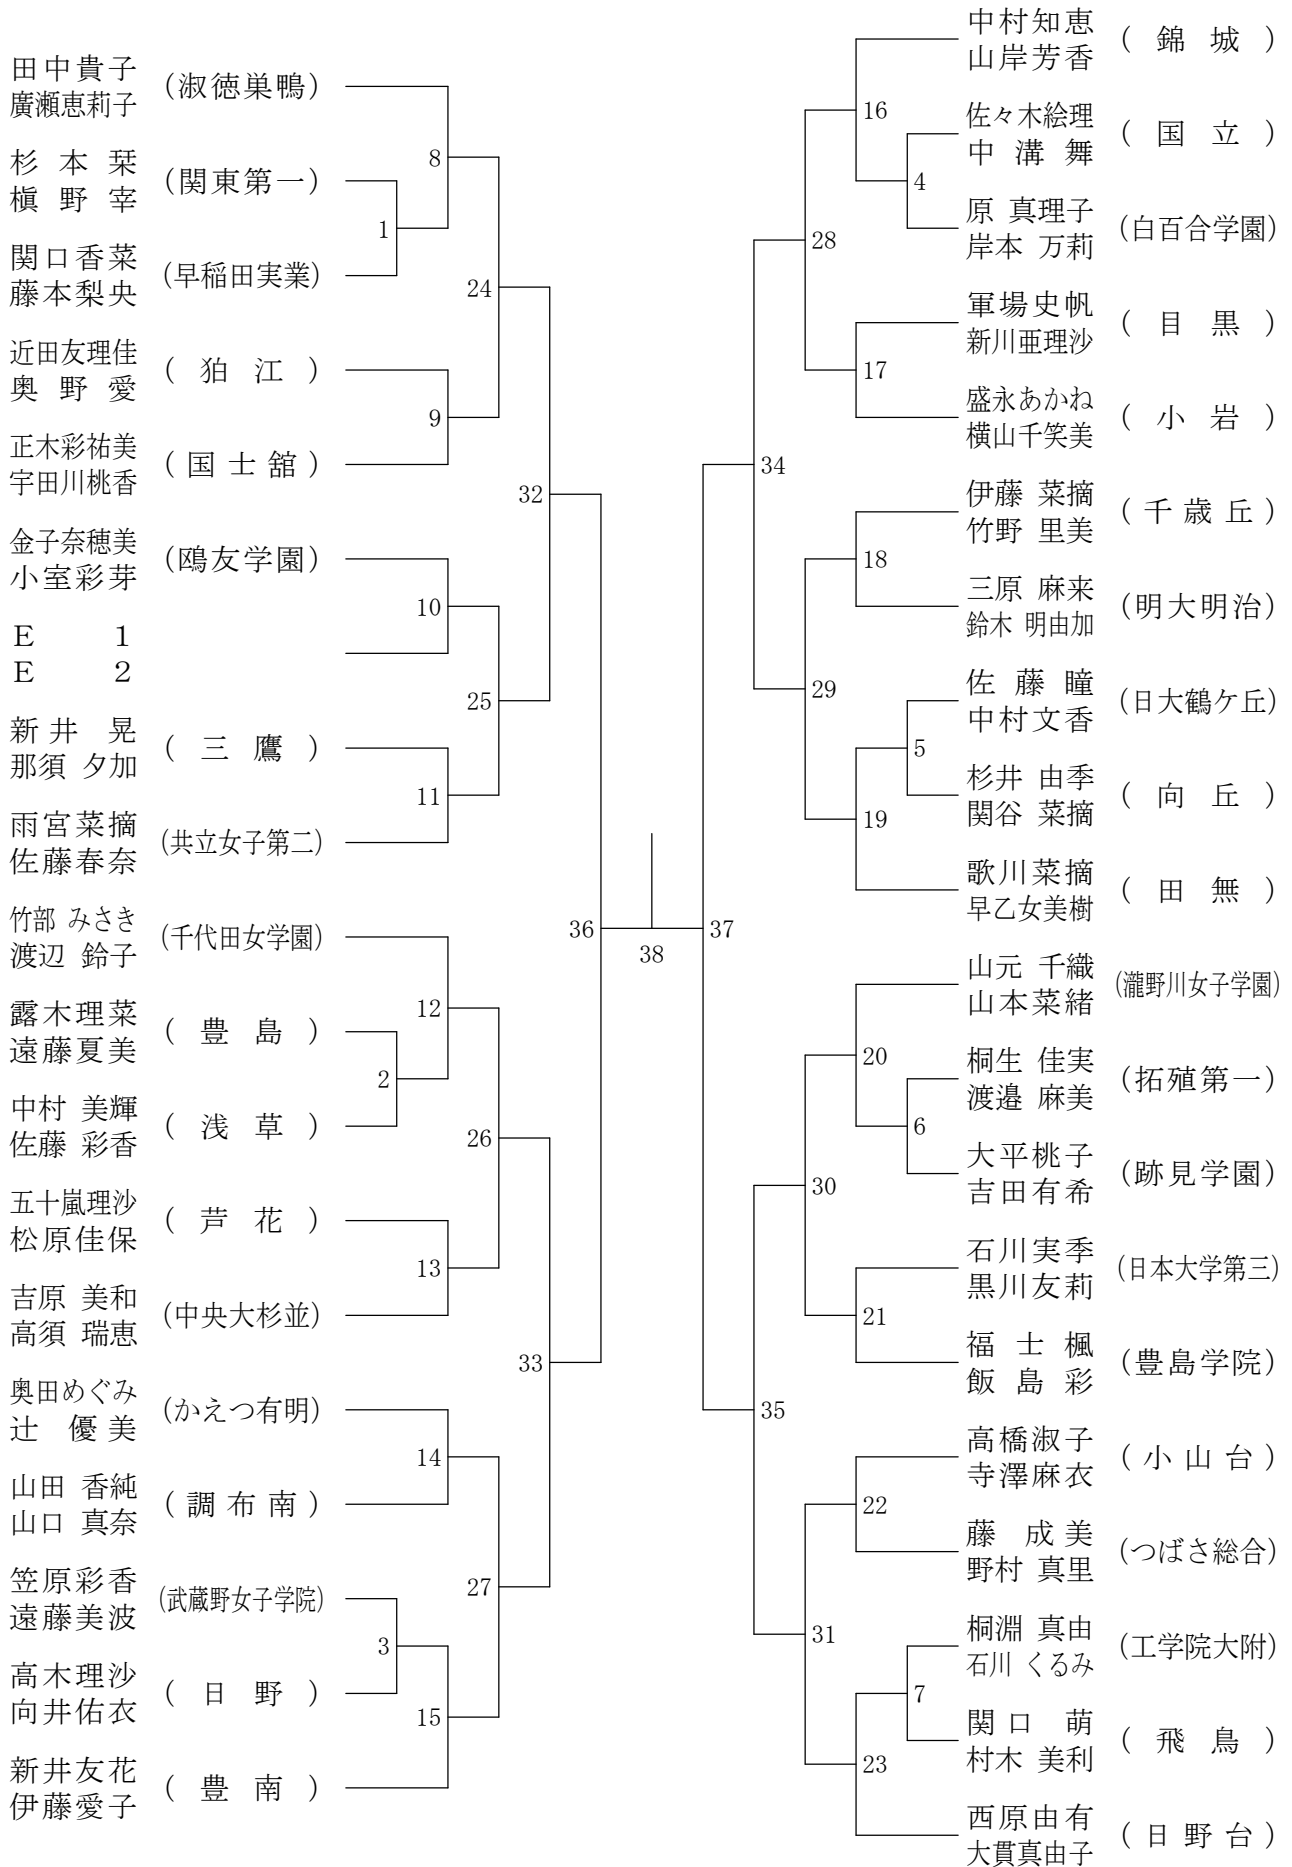 田中貴子
廣瀬恵莉子
(淑徳巣鴨)
杉本栞
槇野宰
(関東第一)
関口香菜
藤本梨央
(早稲田実業)
近田友理佳
奥野愛
(狛江)
正木彩祐美
宇田川桃香
(国士舘)
金子奈穂美
小室彩芽
(鴎友学園)
E 1
E 2
新井 晃
那須 夕加
(三鷹)
雨宮菜摘
佐藤春奈
(共立女子第二)
竹部 みさき
渡辺 鈴子
(千代田女学園)
露木理菜
遠藤夏美
(豊島)
中村 美輝
佐藤 彩香
(浅草)
五十嵐理沙
松原佳保
(芦花)
吉原 美和
高須 瑞恵
(中央大杉並)
奥田めぐみ
辻 優美
(かえつ有明)
山田 香純
山口 真奈
(調布南)
笠原彩香
遠藤美波
(武蔵野女子学院)
高木理沙
向井佑衣
(日野)
新井友花
伊藤愛子
(豊南)
8
1
24
9
32
10
25
11
36
12
2
26
13
33
14
27
3
15
38
37
16
4
28
17
34
18
29
5
19
20
6
30
21
35
22
31
7
23
中村知恵
山岸芳香
(錦城)
佐々木絵理
中溝舞
(国立)
原 真理子
岸本 万莉
(白百合学園)
軍場史帆
新川亜理沙
(目黒)
盛永あかね
横山千笑美
(小岩)
伊藤 菜摘
竹野 里美
(千歳丘)
三原 麻来
鈴木 明由加
(明大明治)
佐藤瞳
中村文香
(日大鶴ケ丘)
杉井 由季
関谷 菜摘
(向丘)
歌川菜摘
早乙女美樹
(田無)
山元 千織
山本菜緒
(瀧野川女子学園)
桐生 佳実
渡邉 麻美
(拓殖第一)
大平桃子
吉田有希
(跡見学園)
石川実季
黒川友莉
(日本大学第三)
福士楓
飯島彩
(豊島学院)
高橋淑子
寺澤麻衣
(小山台)
藤 成美
野村 真里
(つばさ総合)
桐淵 真由
石川 くるみ
(工学院大附)
関口 萌
村木 美利
(飛鳥)
西原由有
大貫真由子
(日野台)